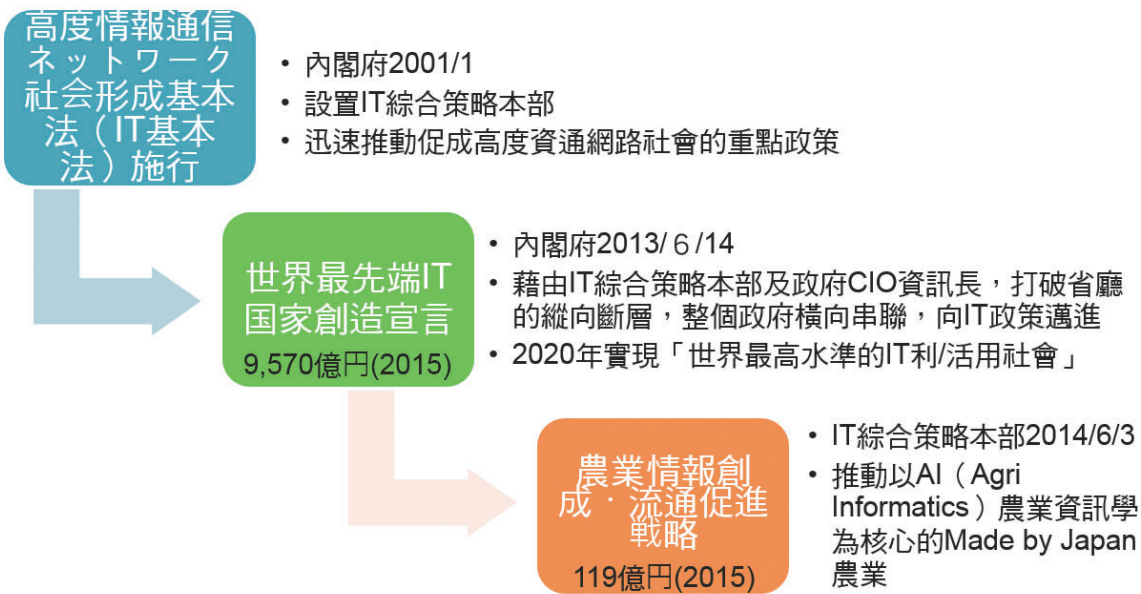 高度情報通信
ネットワーク
社会形成基本
法（IT基本
法）施行
• 內閣府2001/1
• 設置IT綜合策略本部
• 迅速推動促成高度資通網路社會的重點政策
世界最先端IT
国家創造宣言
9,570億円(2015)
• 內閣府2013/６/14
• 藉由IT綜合策略本部及政府CIO資訊長，打破省廳
的縱向斷層，整個政府橫向串聯，向IT政策邁進
• 2020年實現「世界最高水準的IT利/活用社會」
農業情報創
成‧流通促進
戦略
119億円(2015)
• IT綜合策略本部2014/6/3
• 推動以AI（Agri
Informatics）農業資訊學
為核心的Made by Japan
農業